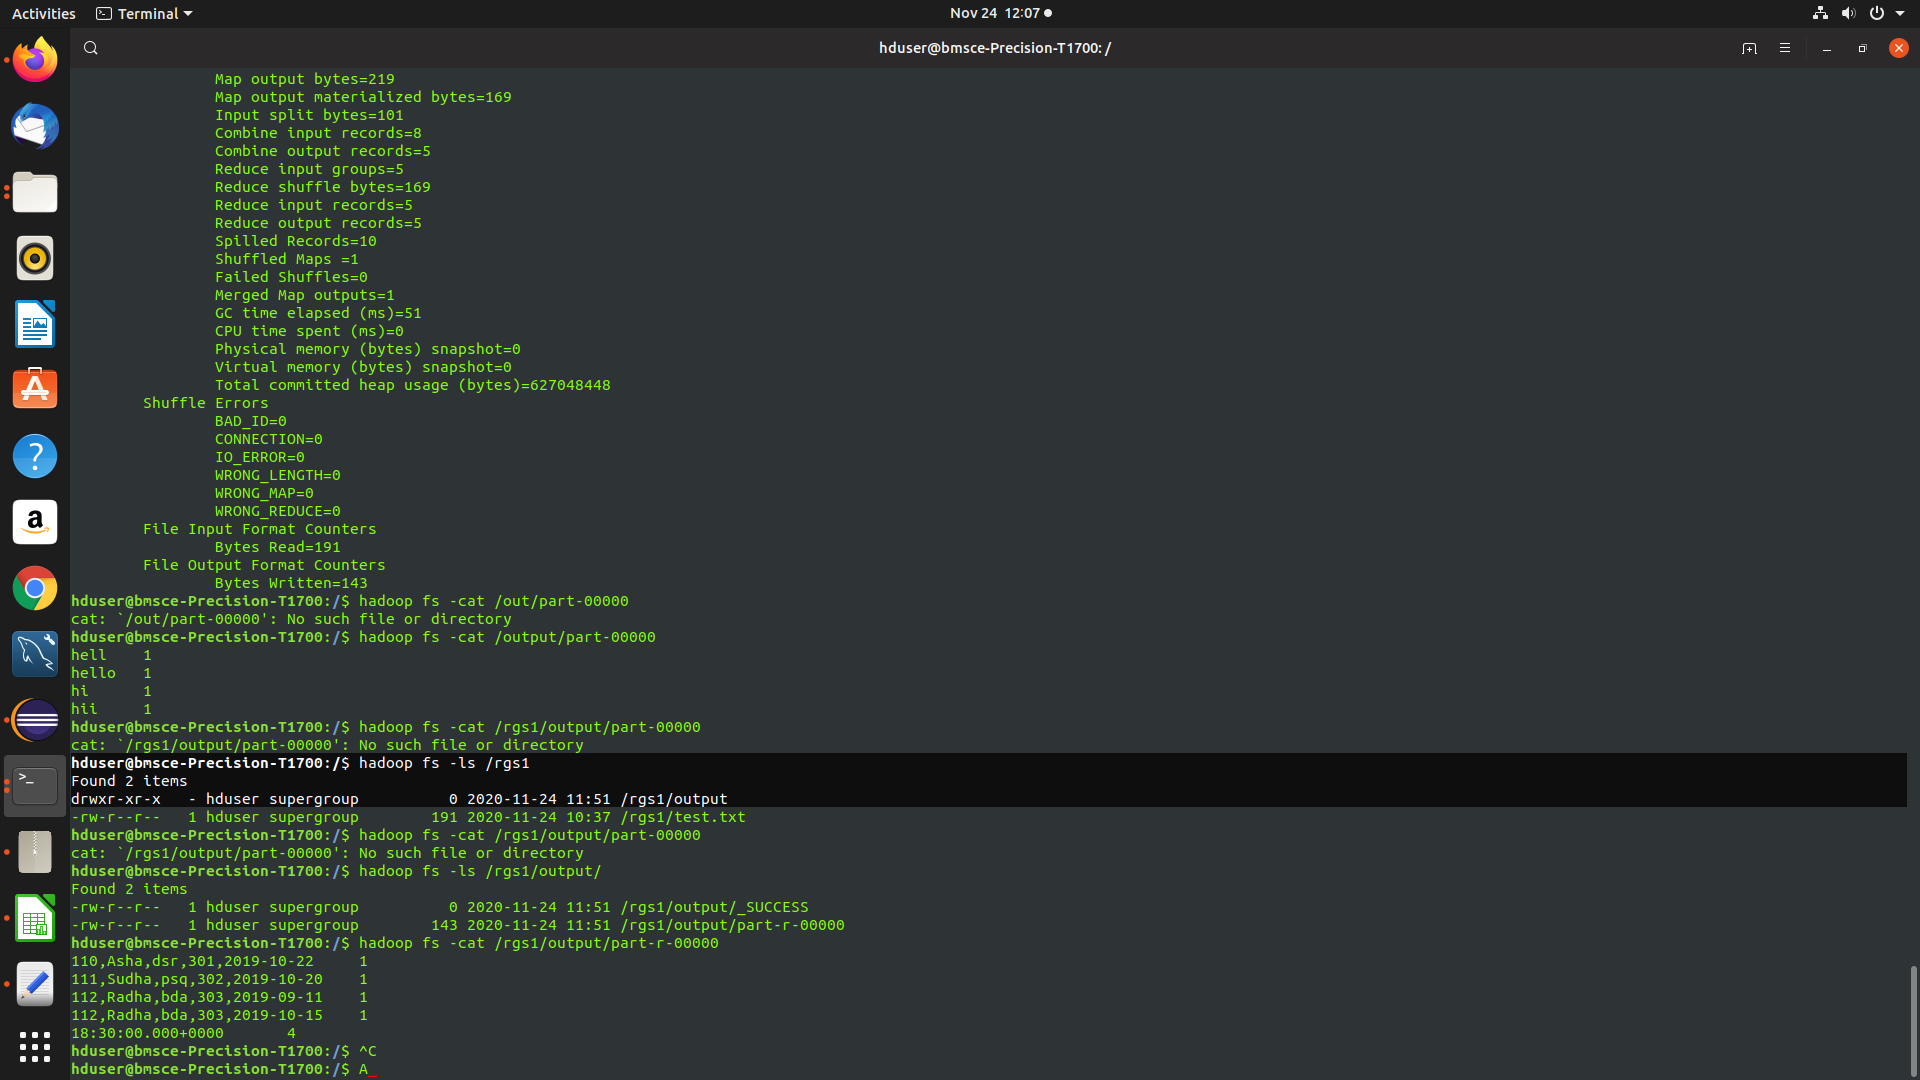 Activities Terminal Nov 24 12:07
hduser@bmsce-Precision-T1700: /
Map output bytes=219
Map output materialized bytes=169
Input split bytes=101
Combine input records=8
Combine output records=5
Reduce input groups=5
Reduce shuffle bytes=169
Reduce input records=5
Reduce output records=5
Spilled Records=10
Shuffled Maps =1
Failed Shuffles=0
Merged Map outputs=1
GC time elapsed (ms)=51
CPU time spent (ms)=0
Physical memory (bytes) snapshot=0
Virtual memory (bytes) snapshot=0
Total committed heap usage (bytes)=627048448
Shuffle Errors
BAD_ID=0
CONNECTION=0
IO_ERROR=0
WRONG_LENGTH=0
WRONG_MAP=0
WRONG_REDUCE=0
File Input Format Counters
Bytes Read=191
File Output Format Counters
Bytes Written=143
hduser@bmsce-Precision-T1700:/$ hadoop fs -cat /out/part-00000
cat: `/out/part-00000': No such file or directory
hduser@bmsce-Precision-T1700:/$ hadoop fs -cat /output/part-00000
hell 1
hello 1
hi 1
hii 1
hduser@bmsce-Precision-T1700:/$ hadoop fs -cat /rgs1/output/part-00000
cat: `/rgs1/output/part-00000': No such file or directory
hduser@bmsce-Precision-T1700:/$ hadoop fs -ls /rgs1
Found 2 items
drwxr-xr-x - hduser supergroup 0 2020-11-24 11:51 /rgs1/output
-rw-r--r-- 1 hduser supergroup 191 2020-11-24 10:37 /rgs1/test.txt
hduser@bmsce-Precision-T1700:/$ hadoop fs -cat /rgs1/output/part-00000
cat: `/rgs1/output/part-00000': No such file or directory
hduser@bmsce-Precision-T1700:/$ hadoop fs -ls /rgs1/output/
Found 2 items
-rw-r--r-- 1 hduser supergroup 0 2020-11-24 11:51 /rgs1/output/_SUCCESS
-rw-r--r-- 1 hduser supergroup 143 2020-11-24 11:51 /rgs1/output/part-r-00000
hduser@bmsce-Precision-T1700:/$ hadoop fs -cat /rgs1/output/part-r-00000
110,Asha,dsr,301,2019-10-22 1
111,Sudha,psq,302,2019-10-20 1
112,Radha,bda,303,2019-09-11 1
112,Radha,bda,303,2019-10-15 1
18:30:00.000+0000 4
hduser@bmsce-Precision-T1700:/$ ^C
hduser@bmsce-Precision-T1700:/$ A_